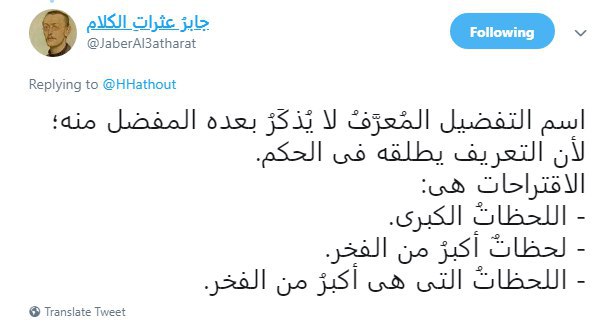 جابرَ عثراتِ الكلام
@JaberAl3atharat
Following
Replying to @HHathout
اسم التفضيل المُعرَّفُ لا يُذكَرُ بعده المفضل منه؛
لأن التعريف يطلقه فى الحكم.
الاقتراحات هى:
- اللحظاتُ الكبرى.
- لحظاتٌ أكبرُ من الفخر.
- اللحظاتُ التى هى أكبرُ من الفخر.
Translate Tweet